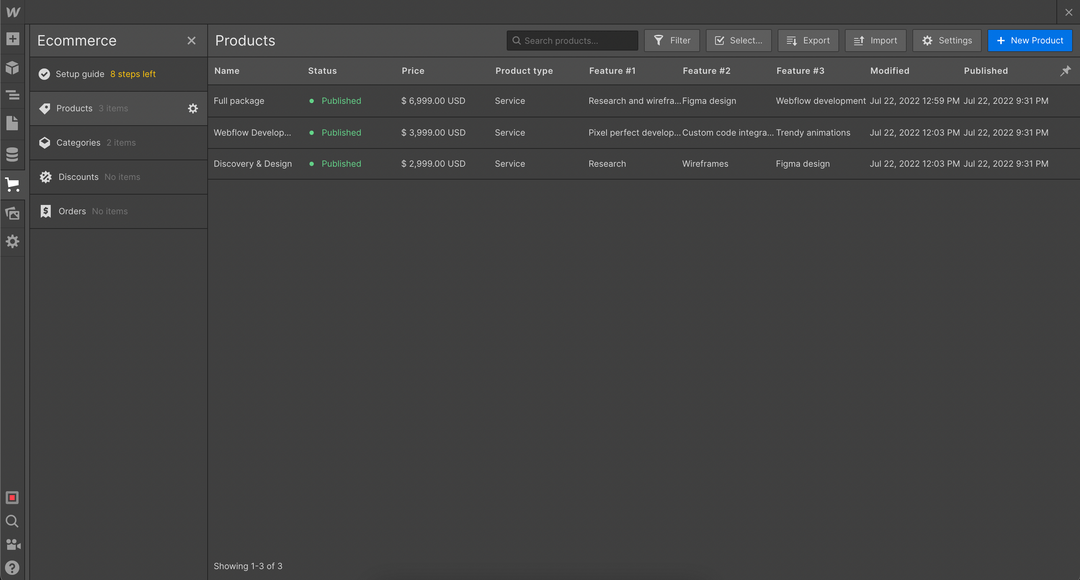 Ecommerce
Setup guide 8 steps left
Products 3 items
Categories 2 items
Discounts No items
Orders No items
Products
Search products...
Filter
Select...
Export
Import
Settings
New Product
Name Status Price Product type Feature #1 Feature #2 Feature #3 Modified Published
Full package Published $ 6,999.00 USD Service Research and wirefra... Figma design Webflow development Jul 22, 2022 12:59 PM Jul 22, 2022 9:31 PM
Webflow Develop... Published $ 3,999.00 USD Service Pixel perfect develop... Custom code integra... Trendy animations Jul 22, 2022 12:03 PM Jul 22, 2022 9:31 PM
Discovery & Design Published $ 2,999.00 USD Service Research Wireframes Figma design Jul 22, 2022 12:03 PM Jul 22, 2022 9:31 PM
Showing 1-3 of 3